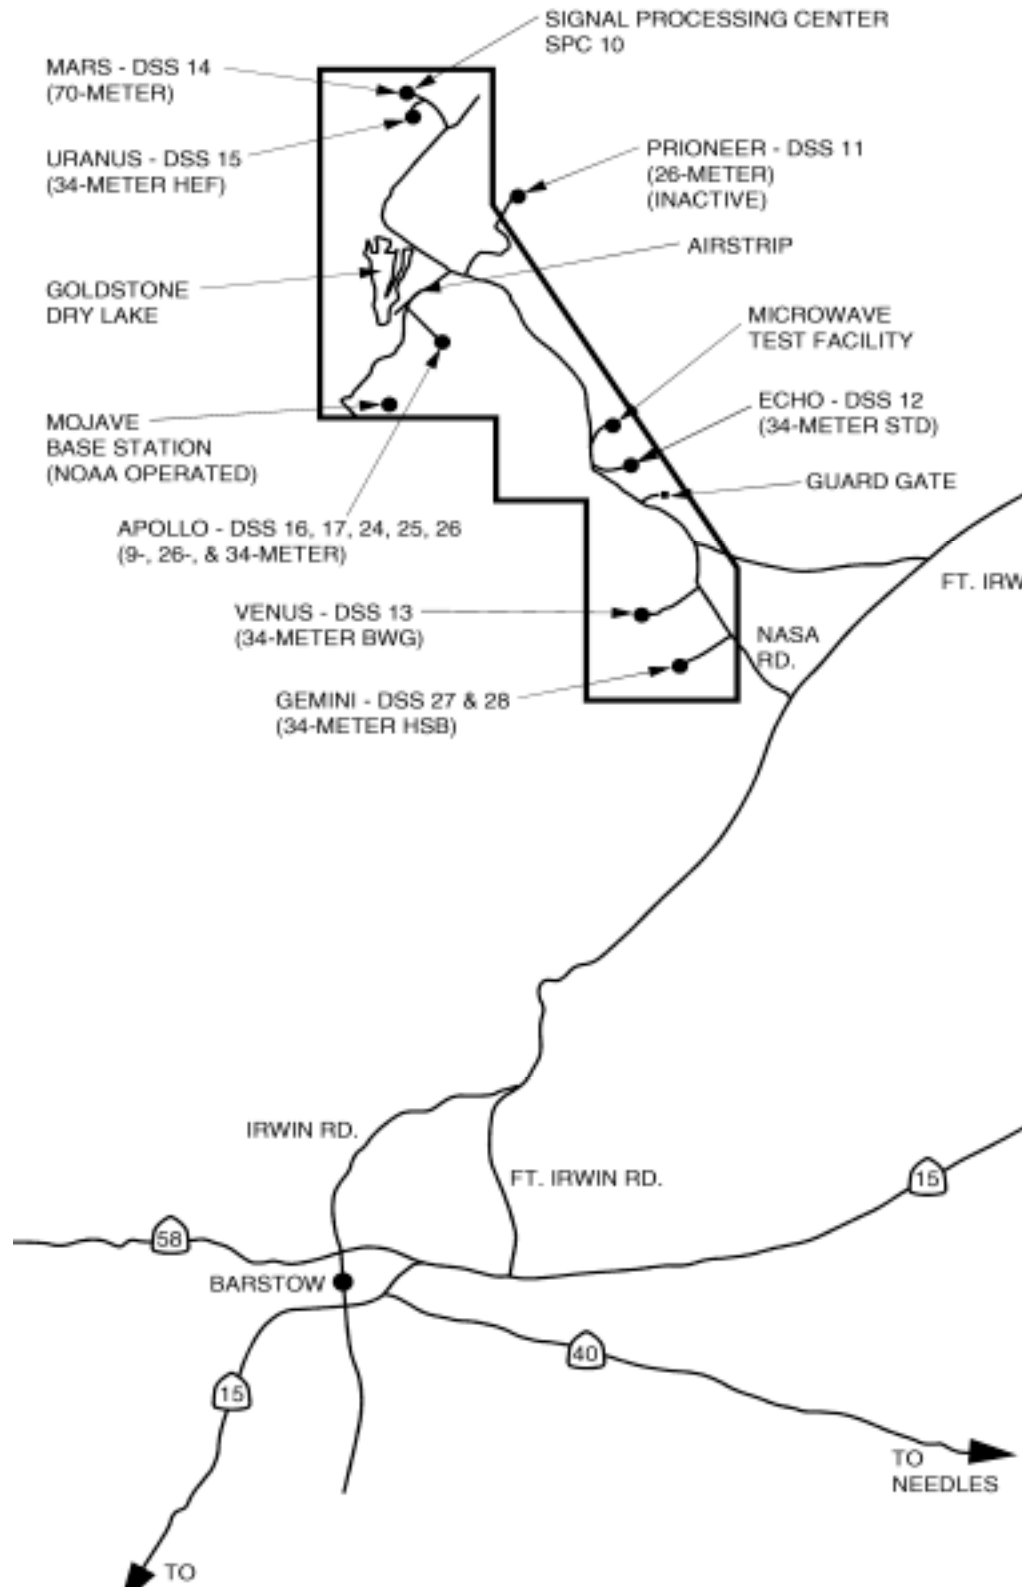 SIGNAL PROCESSING CENTER
SPC 10
MARS - DSS 14
(70-METER)
URANUS - DSS 15
(34-METER HEF)
PRIONEER - DSS 11
(26-METER)
(INACTIVE)
AIRSTRIP
GOLDSTONE
DRY LAKE
MICROWAVE
TEST FACILITY
ECHO - DSS 12
(34-METER STD)
MOJAVE
BASE STATION
(NOAA OPERATED)
GUARD GATE
APOLLO - DSS 16, 17, 24, 25, 26
(9-, 26-, & 34-METER)
FT. IRW
VENUS - DSS 13
(34-METER BWG)
NASA
RD.
GEMINI - DSS 27 & 28
(34-METER HSB)
IRWIN RD.
FT. IRWIN RD.
15
58
BARSTOW
40
15
TO
NEEDLES
TO